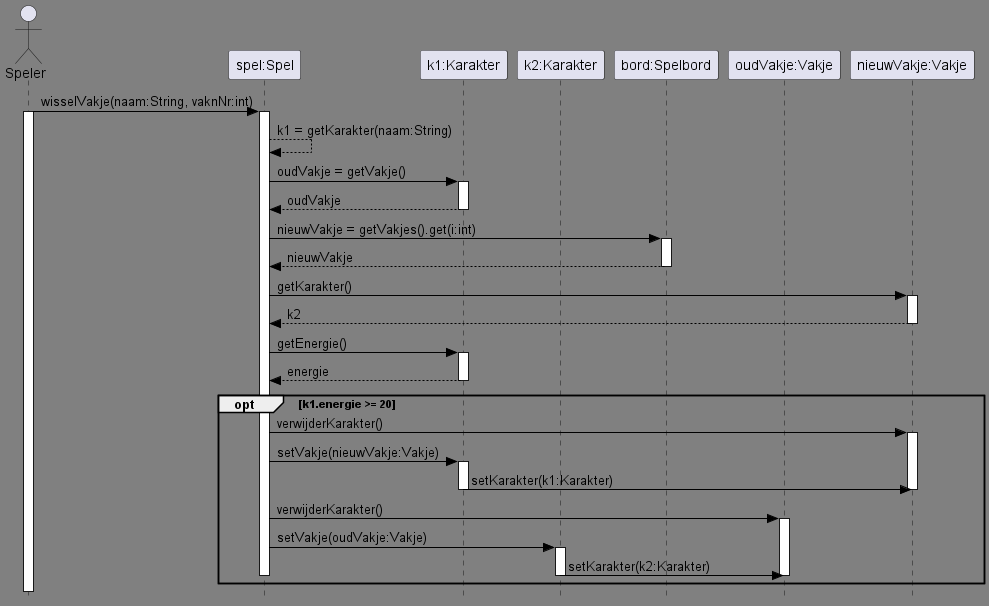 Speler
spel:Spel
k1:Karakter
k2:Karakter
bord:Spelbord
oudVakje:Vakje
nieuwVakje:Vakje
wisselVakje(naam:String, vaknNr:int)
k1 = getKarakter(naam:String)
oudVakje = getVakje()
oudVakje
nieuwVakje = getVakjes().get(i:int)
nieuwVakje
getKarakter()
k2
getEnergie()
energie
opt [k1.energie >= 20]
verwijderKarakter()
setVakje(nieuwVakje:Vakje)
setKarakter(k1:Karakter)
verwijderKarakter()
setVakje(oudVakje:Vakje)
setKarakter(k2:Karakter)